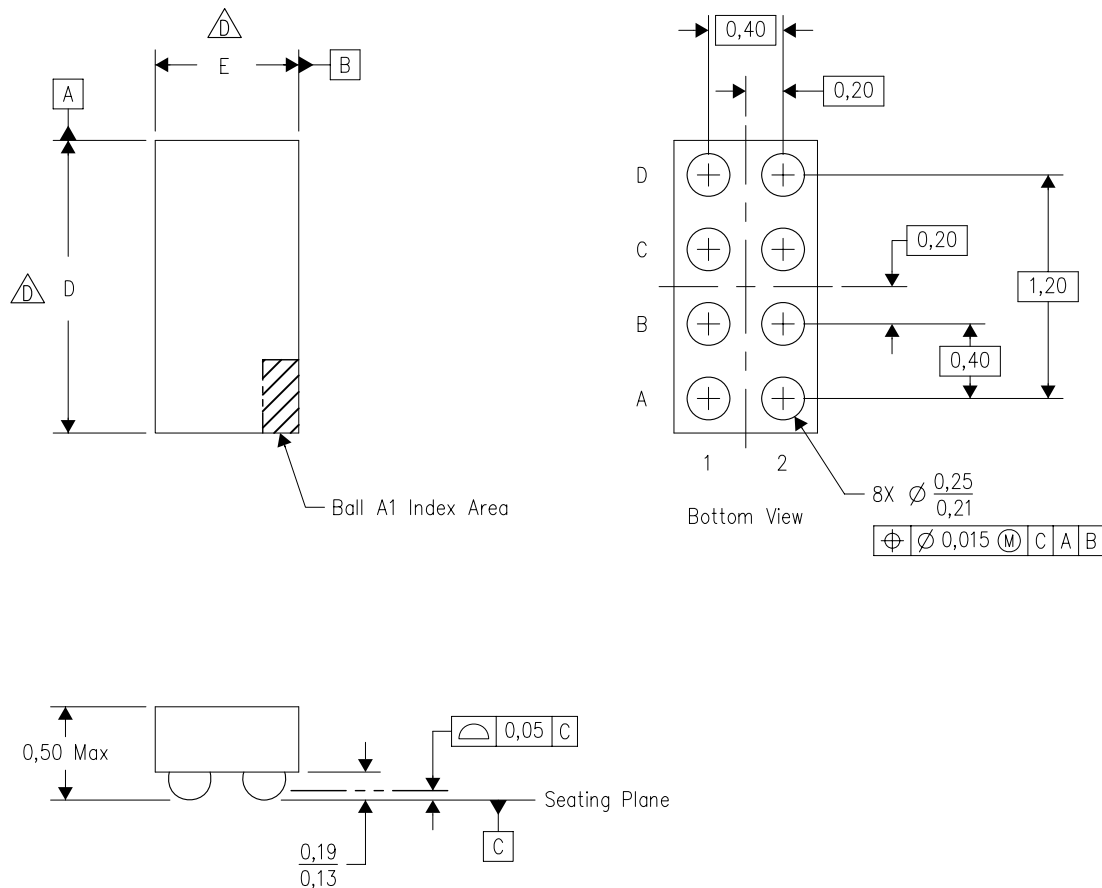 D
E
B
A
D
D
Ball A1 Index Area
0,40
0,20
D
C
0,20
1,20
B
0,40
A
1 2
8X Ø 0,25
0,21
Bottom View
⌖ Ø 0,015 Ⓜ C A B
0,50 Max
⌓ 0,05 C
Seating Plane
C
0,19
0,13